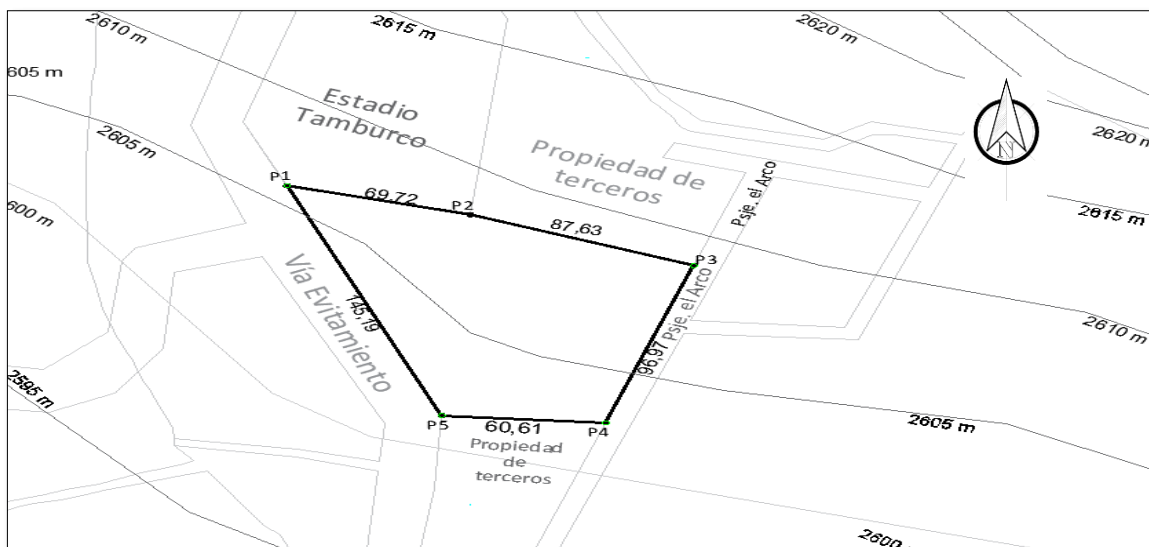 2610 m
2615 m
2620 m
605 m
2605 m
Estadio
Tamburco
2620 m
N
Propiedad de
terceros
Psje. el Arco
P1
69,72
P2
87,63
2615 m
600 m
P3
Vía Evitamiento
145,19
Psje. el Arco
96,97
2610 m
2595 m
P5
60,61
P4
2605 m
Propiedad
de
terceros
2600 m